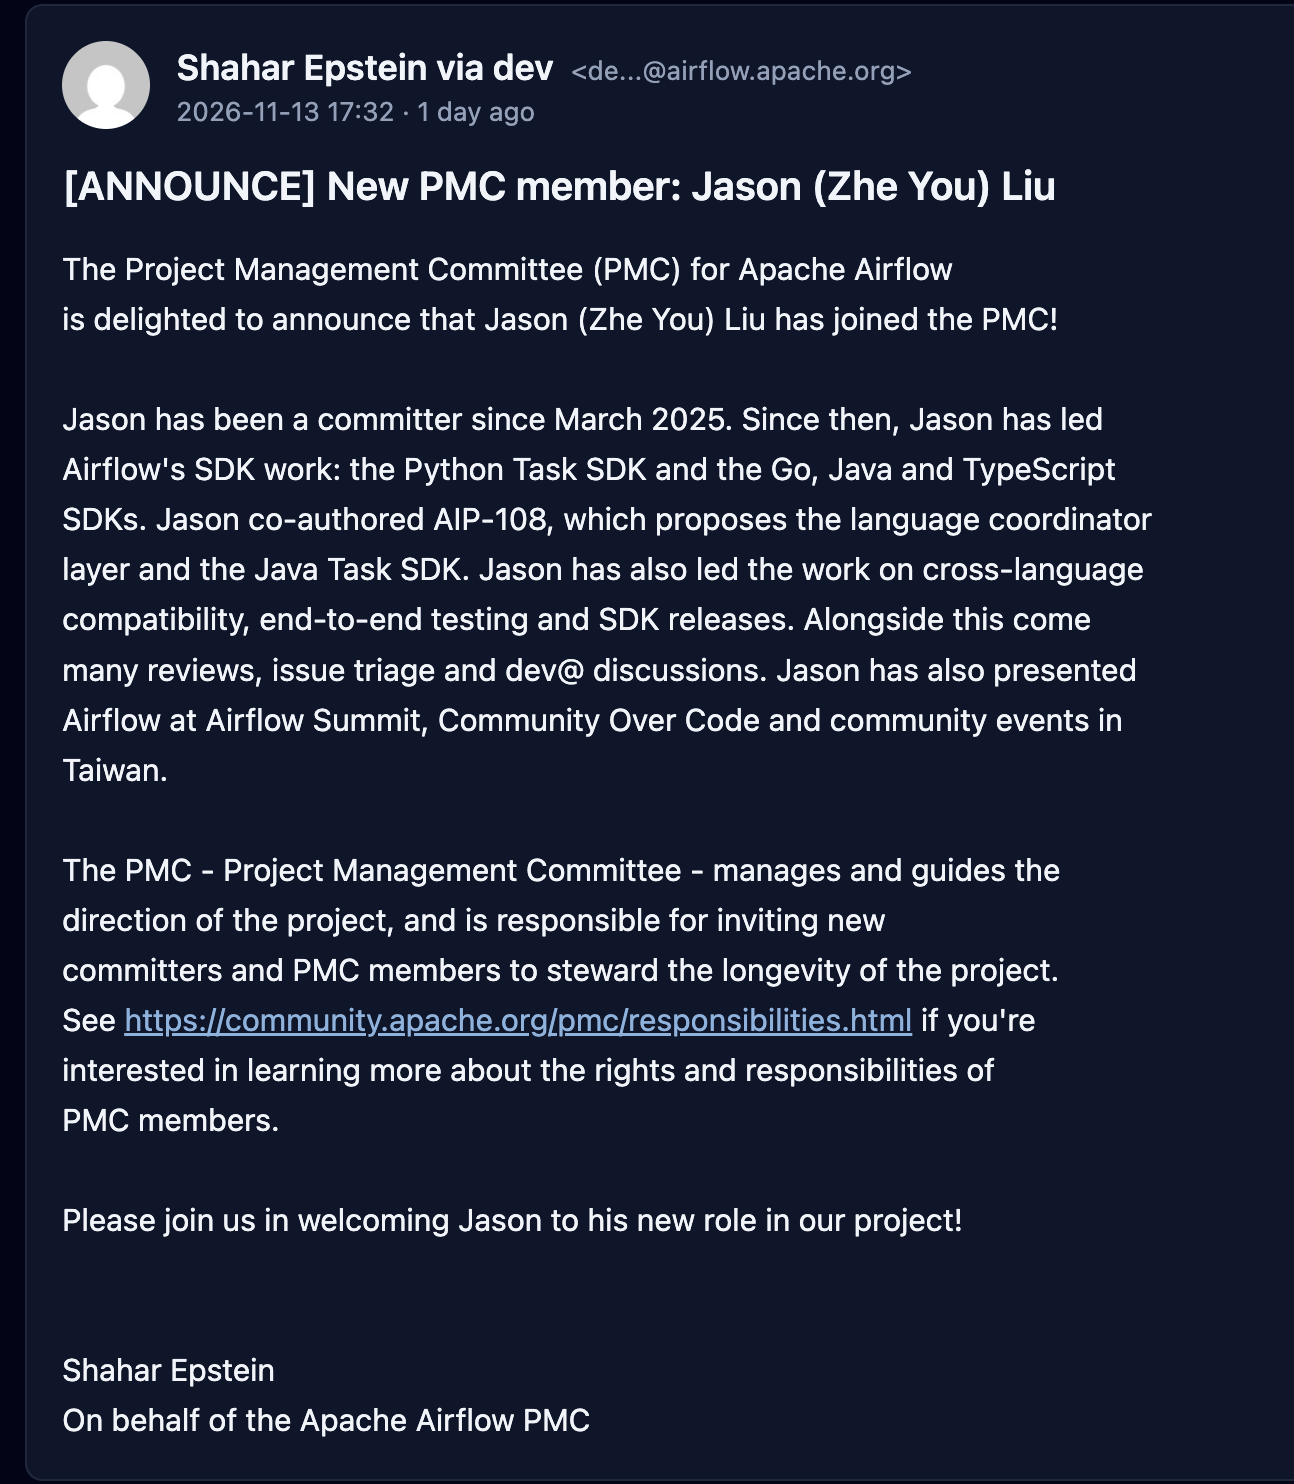 Shahar Epstein via dev <de...@airflow.apache.org>
2026-11-13 17:32 · 1 day ago
[ANNOUNCE] New PMC member: Jason (Zhe You) Liu
The Project Management Committee (PMC) for Apache Airflow
is delighted to announce that Jason (Zhe You) Liu has joined the PMC!
Jason has been a committer since March 2025. Since then, Jason has led
Airflow's SDK work: the Python Task SDK and the Go, Java and TypeScript
SDKs. Jason co-authored AIP-108, which proposes the language coordinator
layer and the Java Task SDK. Jason has also led the work on cross-language
compatibility, end-to-end testing and SDK releases. Alongside this come
many reviews, issue triage and dev@ discussions. Jason has also presented
Airflow at Airflow Summit, Community Over Code and community events in
Taiwan.
The PMC - Project Management Committee - manages and guides the
direction of the project, and is responsible for inviting new
committers and PMC members to steward the longevity of the project.
See https://community.apache.org/pmc/responsibilities.html if you're
interested in learning more about the rights and responsibilities of
PMC members.
Please join us in welcoming Jason to his new role in our project!
Shahar Epstein
On behalf of the Apache Airflow PMC